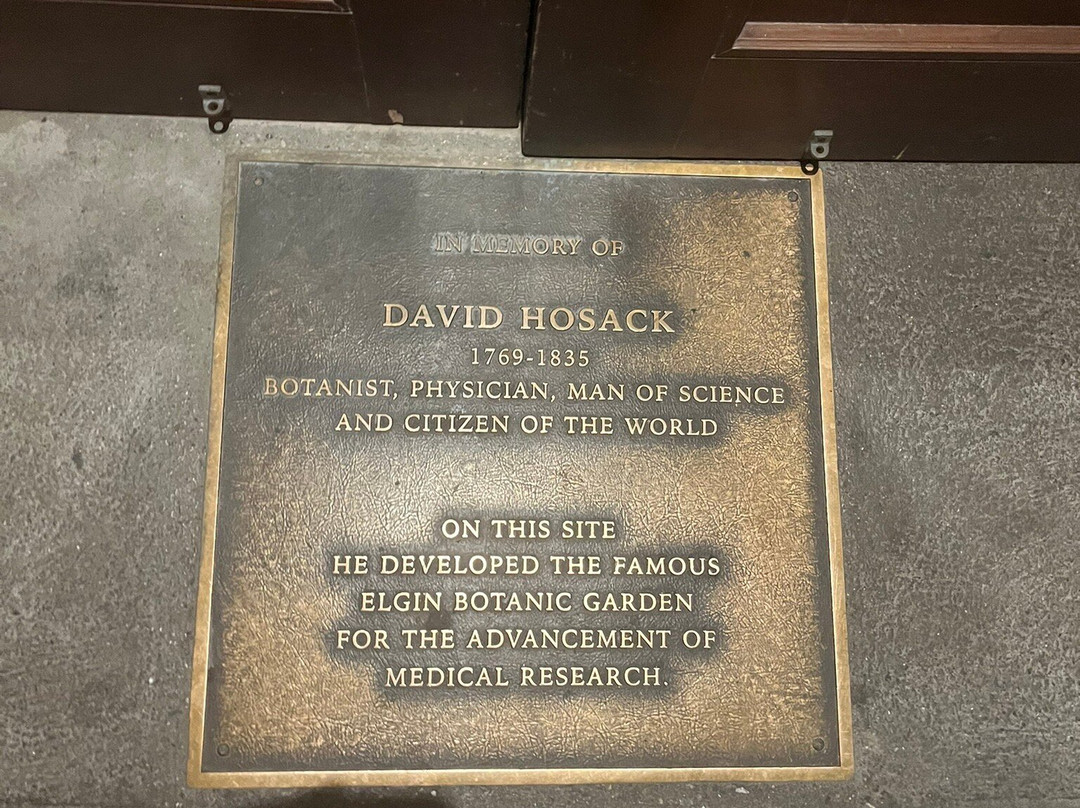 IN MEMORY OF
DAVID HOSACK
1769-1835
BOTANIST, PHYSICIAN, MAN OF SCIENCE
AND CITIZEN OF THE WORLD
ON THIS SITE
HE DEVELOPED THE FAMOUS
ELGIN BOTANIC GARDEN
FOR THE ADVANCEMENT OF
MEDICAL RESEARCH.